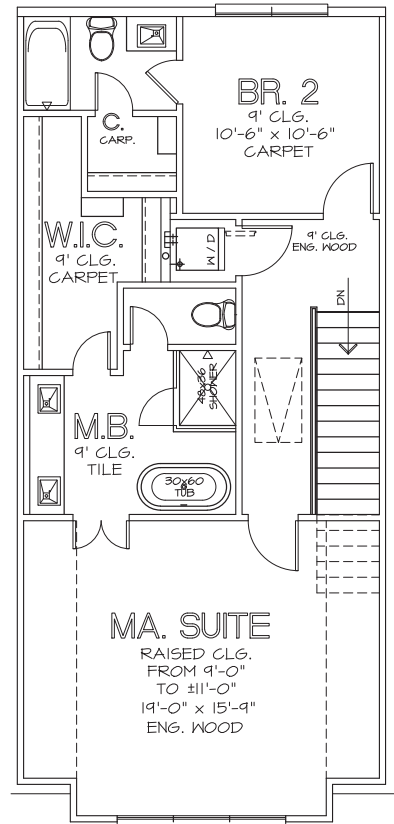 BR. 2
9' CLG.
10'-6" x 10'-6"
CARPET
C.
CARP.
W.I.C.
9' CLG.
CARPET
W / D
9' CLG.
ENG. WOOD
DN
48x36
SHOWER
M.B.
9' CLG.
TILE
30x60
TUB
MA. SUITE
RAISED CLG.
FROM 9'-0"
TO ±11'-0"
19'-0" x 15'-9"
ENG. WOOD